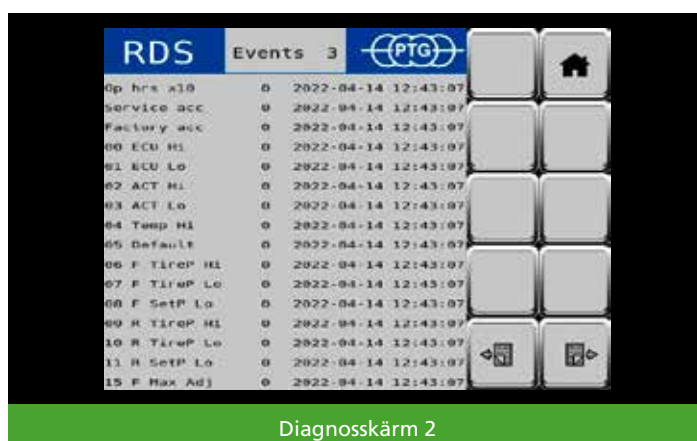 RDS Events 3 PTG
Op hrs x10 0 2022-04-14 12:43:07
Service acc 0 2022-04-14 12:43:07
Factory acc 0 2022-04-14 12:43:07
00 ECU Hi 0 2022-04-14 12:43:07
01 ECU Lo 0 2022-04-14 12:43:07
02 ACT Hi 0 2022-04-14 12:43:07
03 ACT Lo 0 2022-04-14 12:43:07
04 Temp Hi 0 2022-04-14 12:43:07
05 Default 0 2022-04-14 12:43:07
06 F TireP Hi 0 2022-04-14 12:43:07
07 F TireP Lo 0 2022-04-14 12:43:07
08 F SetP Lo 0 2022-04-14 12:43:07
09 R TireP Hi 0 2022-04-14 12:43:07
10 R TireP Lo 0 2022-04-14 12:43:07
11 R SetP Lo 0 2022-04-14 12:43:07
15 F Max Adj 0 2022-04-14 12:43:07
Diagnosskärm 2